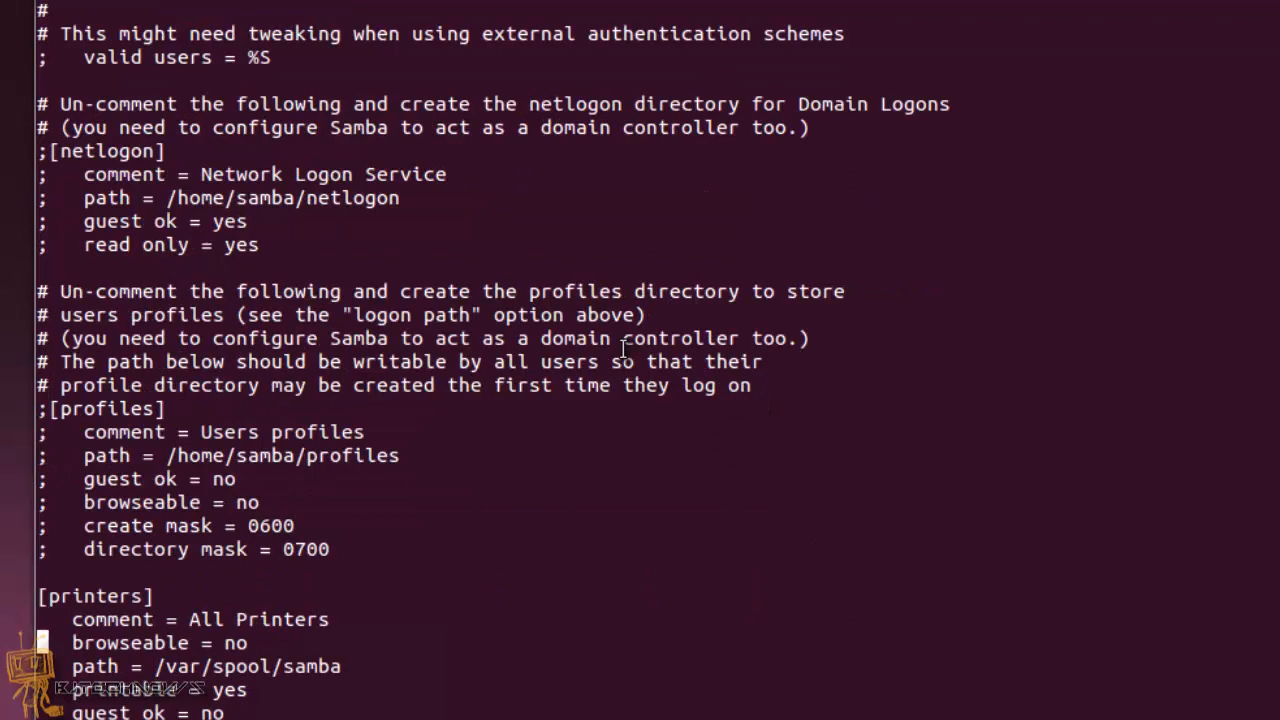 #
# This might need tweaking when using external authentication schemes
;   valid users = %S

# Un-comment the following and create the netlogon directory for Domain Logons
# (you need to configure Samba to act as a domain controller too.)
;[netlogon]
;   comment = Network Logon Service
;   path = /home/samba/netlogon
;   guest ok = yes
;   read only = yes

# Un-comment the following and create the profiles directory to store
# users profiles (see the "logon path" option above)
# (you need to configure Samba to act as a domain controller too.)
# The path below should be writable by all users so that their
# profile directory may be created the first time they log on
;[profiles]
;   comment = Users profiles
;   path = /home/samba/profiles
;   guest ok = no
;   browseable = no
;   create mask = 0600
;   directory mask = 0700

[printers]
   comment = All Printers
   browseable = no
   path = /var/spool/samba
   printable = yes
   guest ok = no